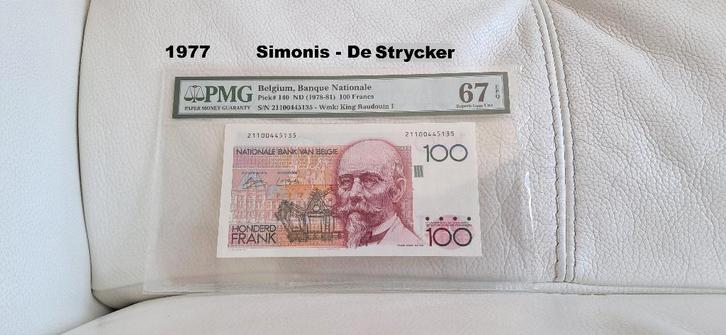 1977 Simonis - De Strycker
PMG
PAPER MONEY GUARANTY
Belgium, Banque Nationale
Pick# 140 ND (1978-81) 100 Francs
S/N 21100445135 - Wmk: King Baudouin I
67 EPQ
Superb Gem Unc
21100445135 21100445135
NATIONALE BANK VAN BELGIE
100
HONDERD
FRANK
100